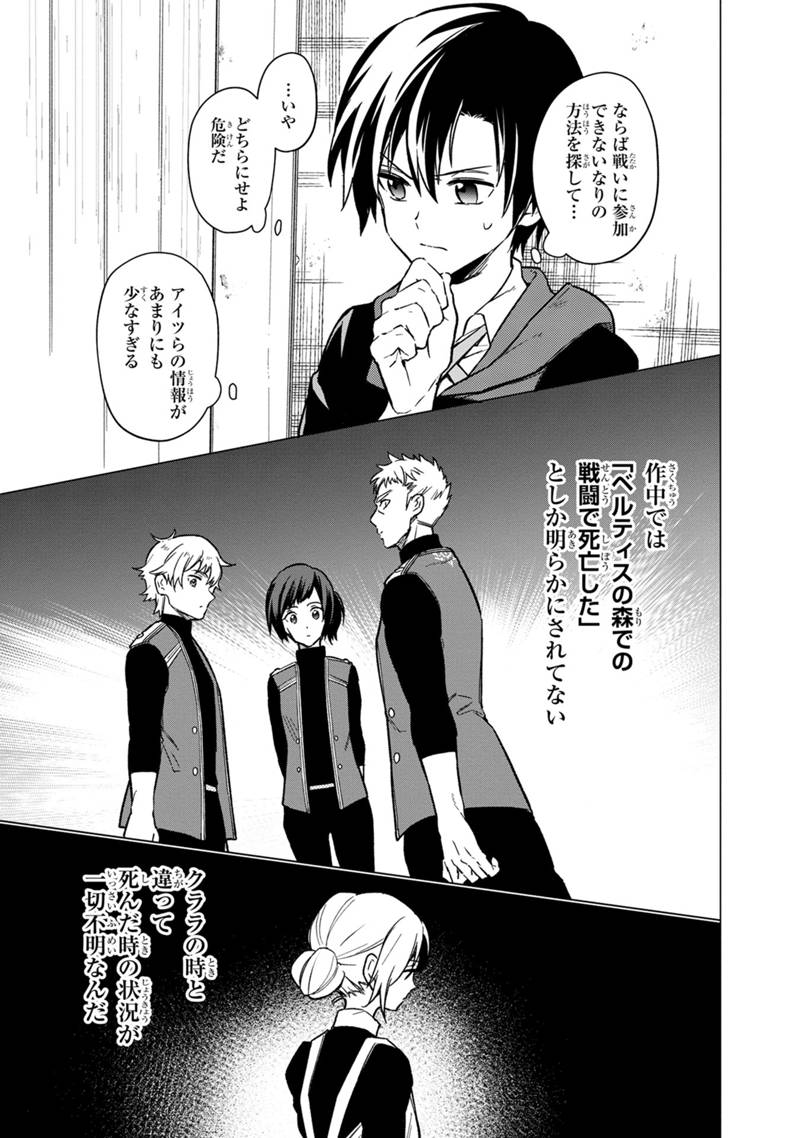 ならば戦いに参加
できないなりの
方法を探して…
…いや
どちらにせよ
危険だ
アイツらの情報が
あまりにも
少なすぎる
作中では
「ベルティスの森での
戦闘で死亡した」
としか明らかにされてない
クララの時と
違って
死んだ時の状況が
一切不明なんだ